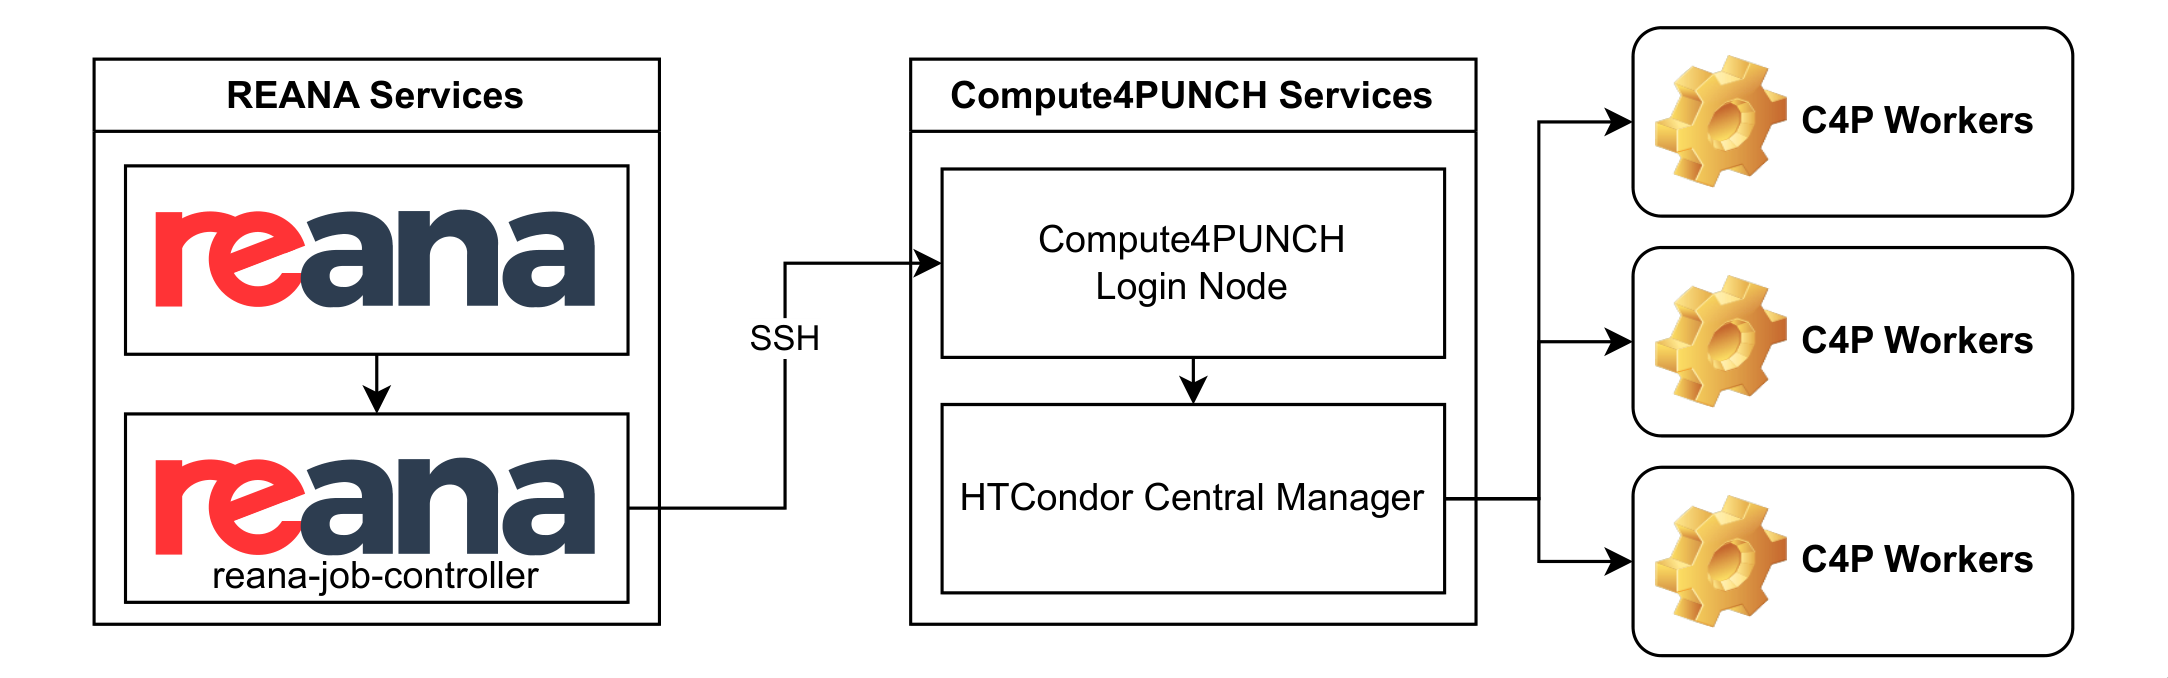 REANA Services
reana
reana
reana-job-controller
SSH
Compute4PUNCH Services
Compute4PUNCH
Login Node
HTCondor Central Manager
C4P Workers
C4P Workers
C4P Workers